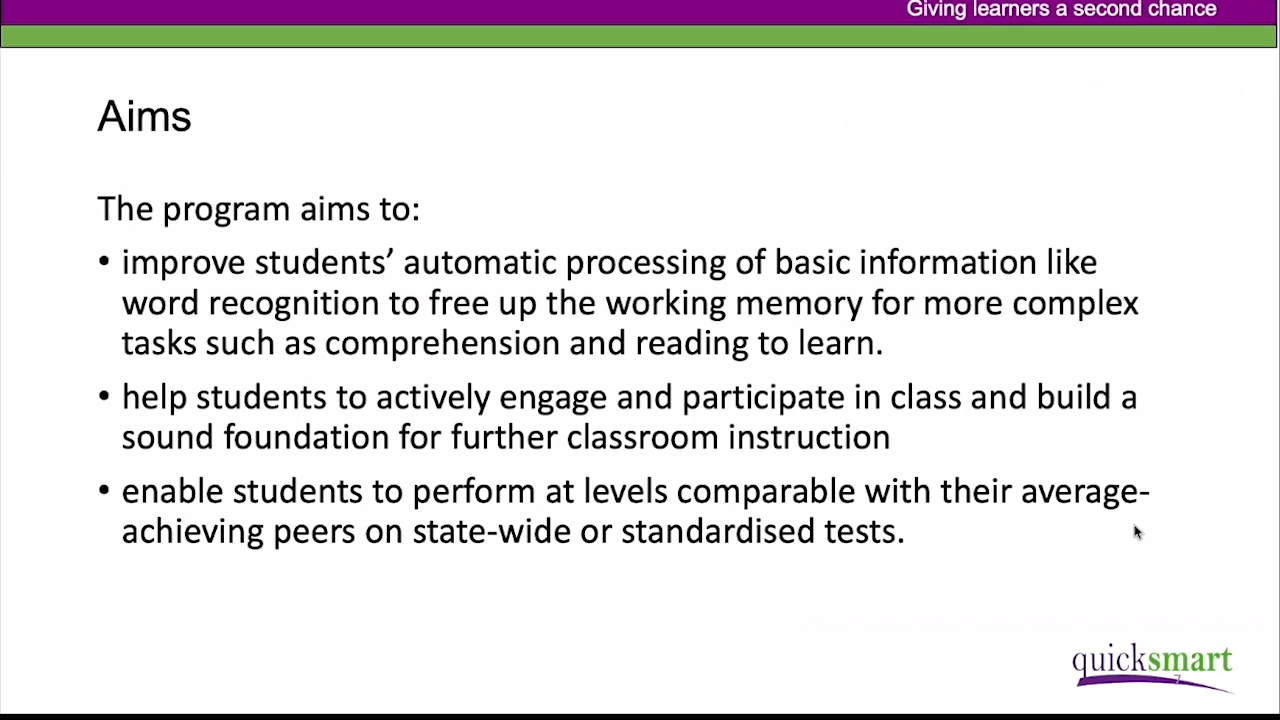 Giving learners a second chance
Aims
The program aims to:
• improve students’ automatic processing of basic information like
word recognition to free up the working memory for more complex
tasks such as comprehension and reading to learn.
• help students to actively engage and participate in class and build a
sound foundation for further classroom instruction
• enable students to perform at levels comparable with their average-
achieving peers on state-wide or standardised tests.
quicksmart
7